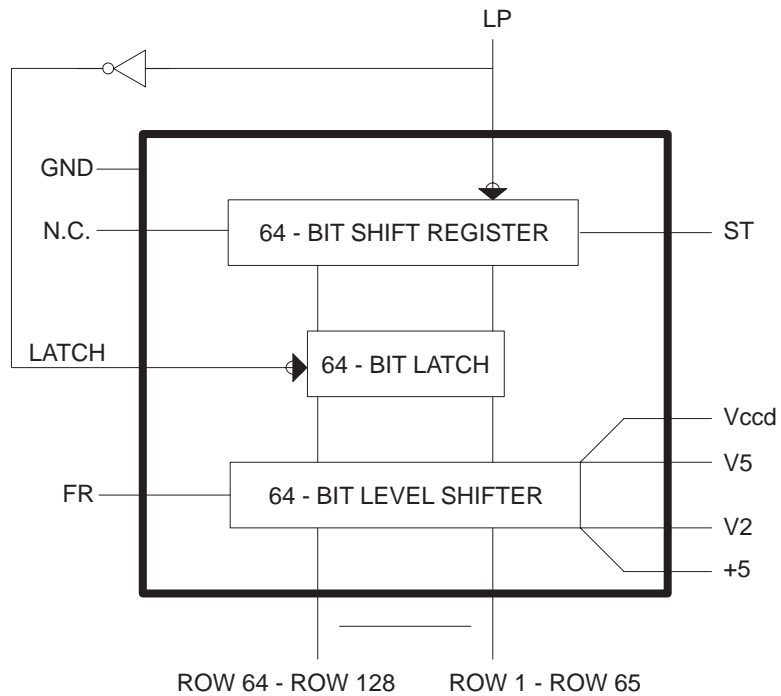 LP
GND
N.C.
64 - BIT SHIFT REGISTER
ST
LATCH
64 - BIT LATCH
Vccd
V5
FR
64 - BIT LEVEL SHIFTER
V2
+5
ROW 64 - ROW 128
ROW 1 - ROW 65